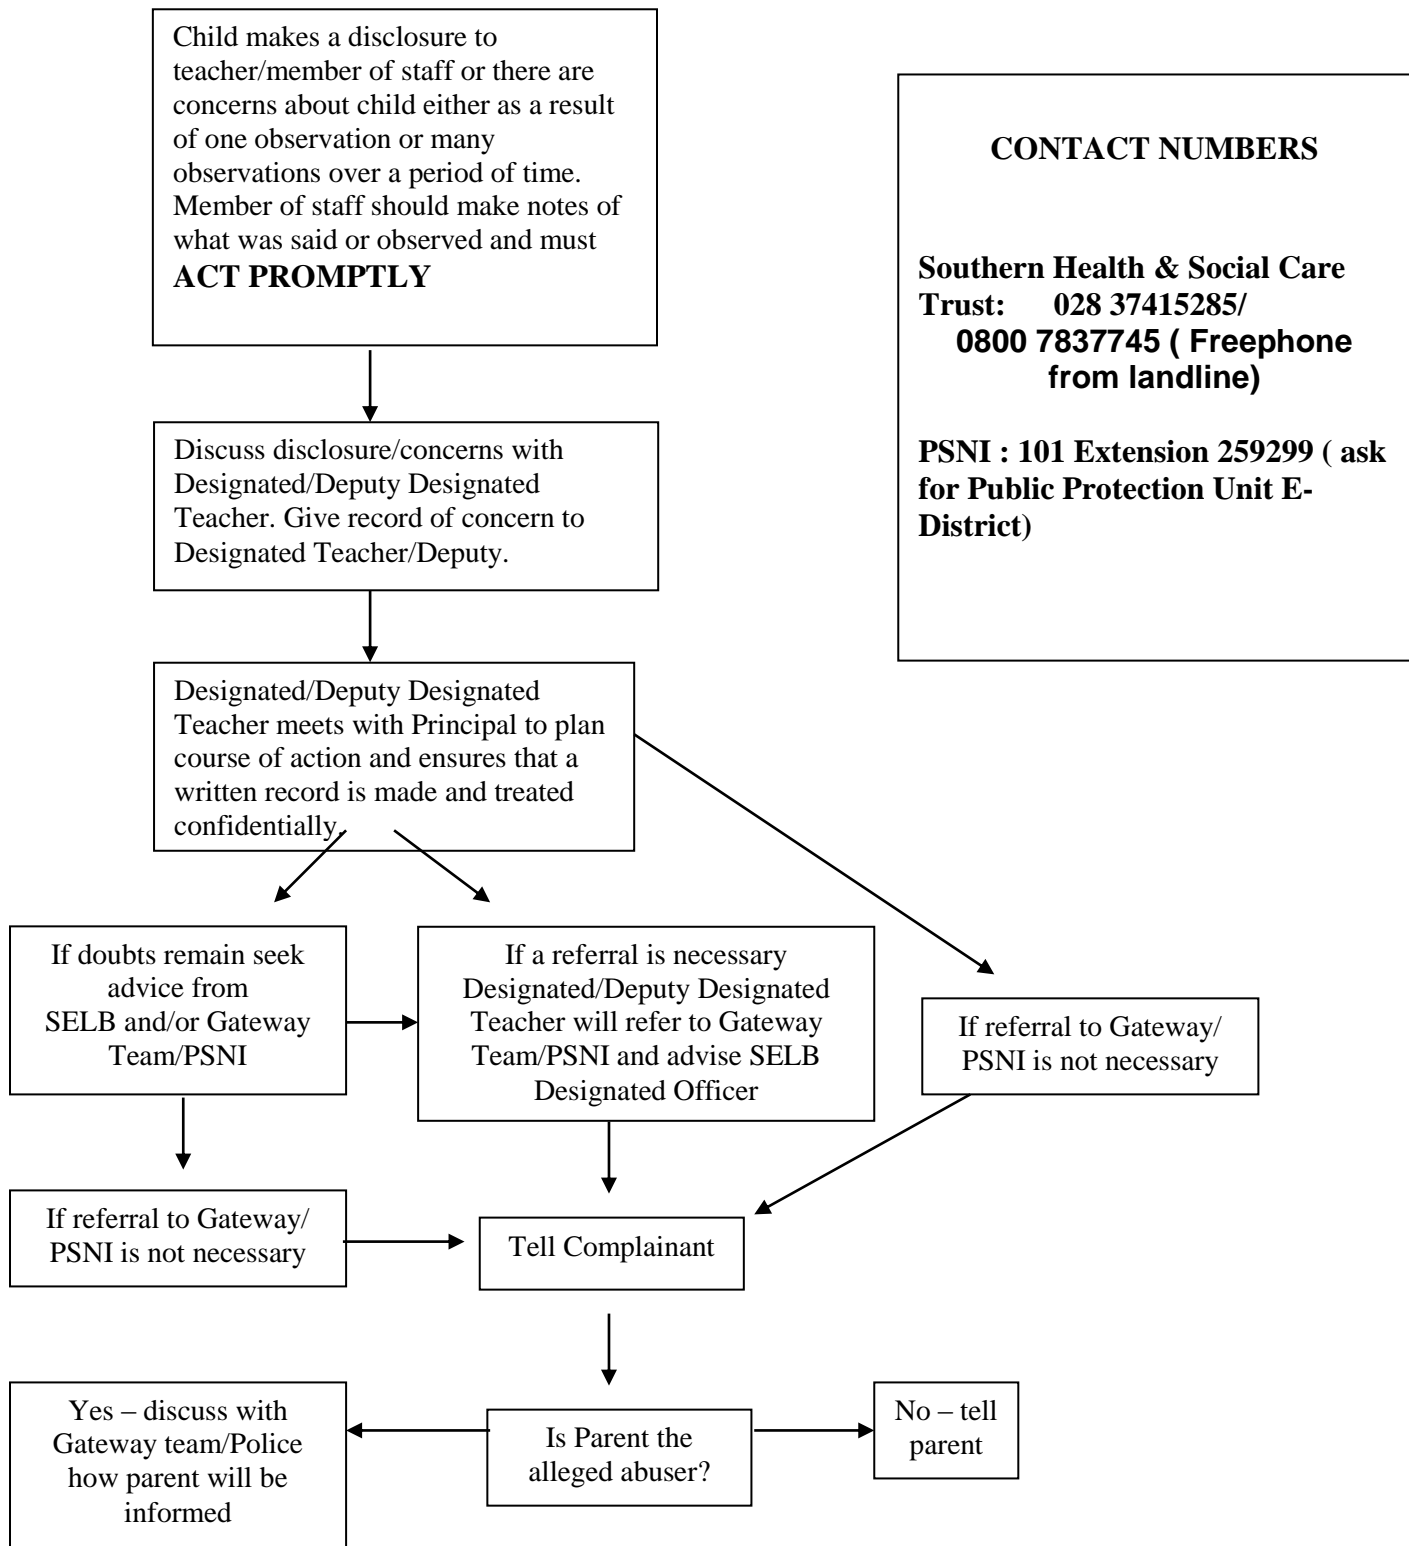 Child makes a disclosure to
teacher/member of staff or there are
concerns about child either as a result
of one observation or many
observations over a period of time.
Member of staff should make notes of
what was said or observed and must
ACT PROMPTLY
CONTACT NUMBERS
Southern Health & Social Care
Trust: 028 37415285/
0800 7837745 ( Freephone
from landline)
PSNI : 101 Extension 259299 ( ask
for Public Protection Unit E-
District)
Discuss disclosure/concerns with
Designated/Deputy Designated
Teacher. Give record of concern to
Designated Teacher/Deputy.
Designated/Deputy Designated
Teacher meets with Principal to plan
course of action and ensures that a
written record is made and treated
confidentially.
If doubts remain seek
advice from
SELB and/or Gateway
Team/PSNI
If a referral is necessary
Designated/Deputy Designated
Teacher will refer to Gateway
Team/PSNI and advise SELB
Designated Officer
If referral to Gateway/
PSNI is not necessary
If referral to Gateway/
PSNI is not necessary
Tell Complainant
Yes – discuss with
Gateway team/Police
how parent will be
informed
Is Parent the
alleged abuser?
No – tell
parent